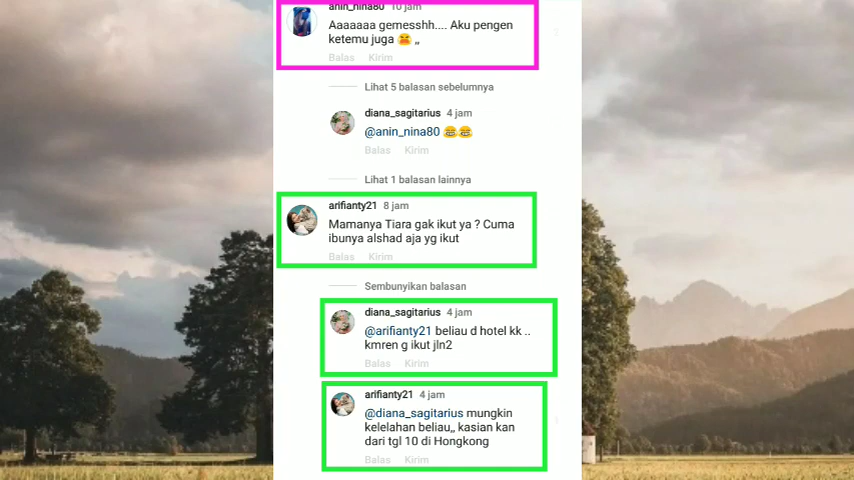 anin_nina80 10 jam
Aaaaaaa gemesshh.... Aku pengen
ketemu juga 😫 ,,
Balas Kirim
Lihat 5 balasan sebelumnya
diana_sagitarius 4 jam
@anin_nina80 😂😂
Balas Kirim
Lihat 1 balasan lainnya
arifianty21 8 jam
Mamanya Tiara gak ikut ya ? Cuma
ibunya alshad aja yg ikut
Balas Kirim
Sembunyikan balasan
diana_sagitarius 4 jam
@arifianty21 beliau d hotel kk ..
kmren g ikut jln2
Balas Kirim
arifianty21 4 jam
@diana_sagitarius mungkin
kelelahan beliau,, kasian kan
dari tgl 10 di Hongkong
Balas Kirim